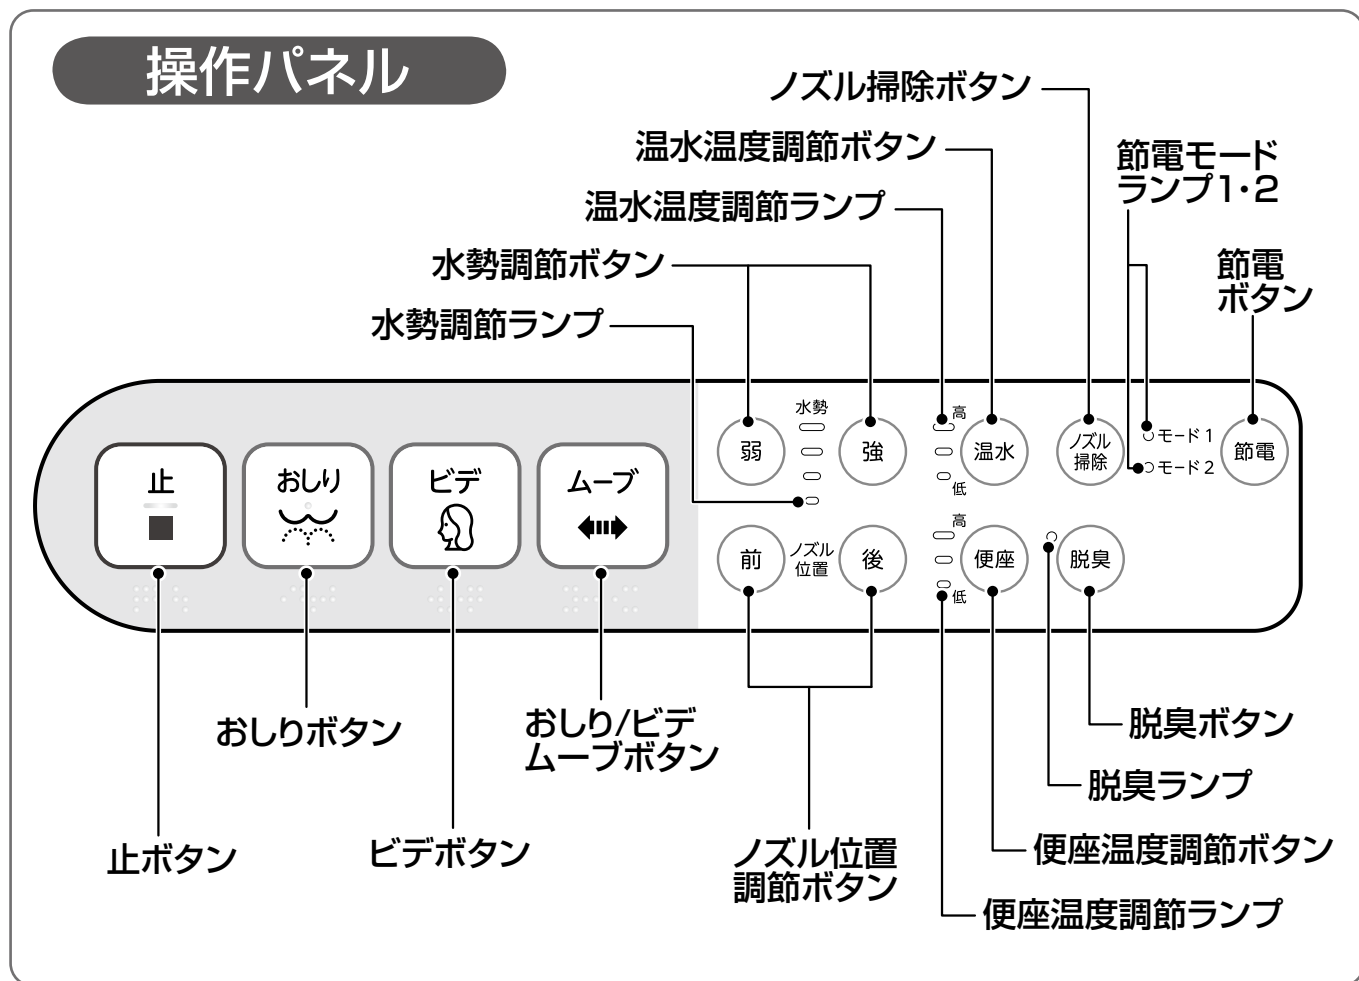 操作パネル
ノズル掃除ボタン
温水温度調節ボタン
節電モード
ランプ1・2
温水温度調節ランプ
水勢調節ボタン
節電
ボタン
水勢調節ランプ
止
おしり
ビデ
ムーブ
弱
水勢
強
高
低
温水
ノズル
掃除
モード 1
モード 2
節電
前
ノズル
位置
後
高
低
便座
脱臭
おしりボタン
おしり/ビデ
ムーブボタン
脱臭ボタン
脱臭ランプ
止ボタン
ビデボタン
ノズル位置
調節ボタン
便座温度調節ボタン
便座温度調節ランプ